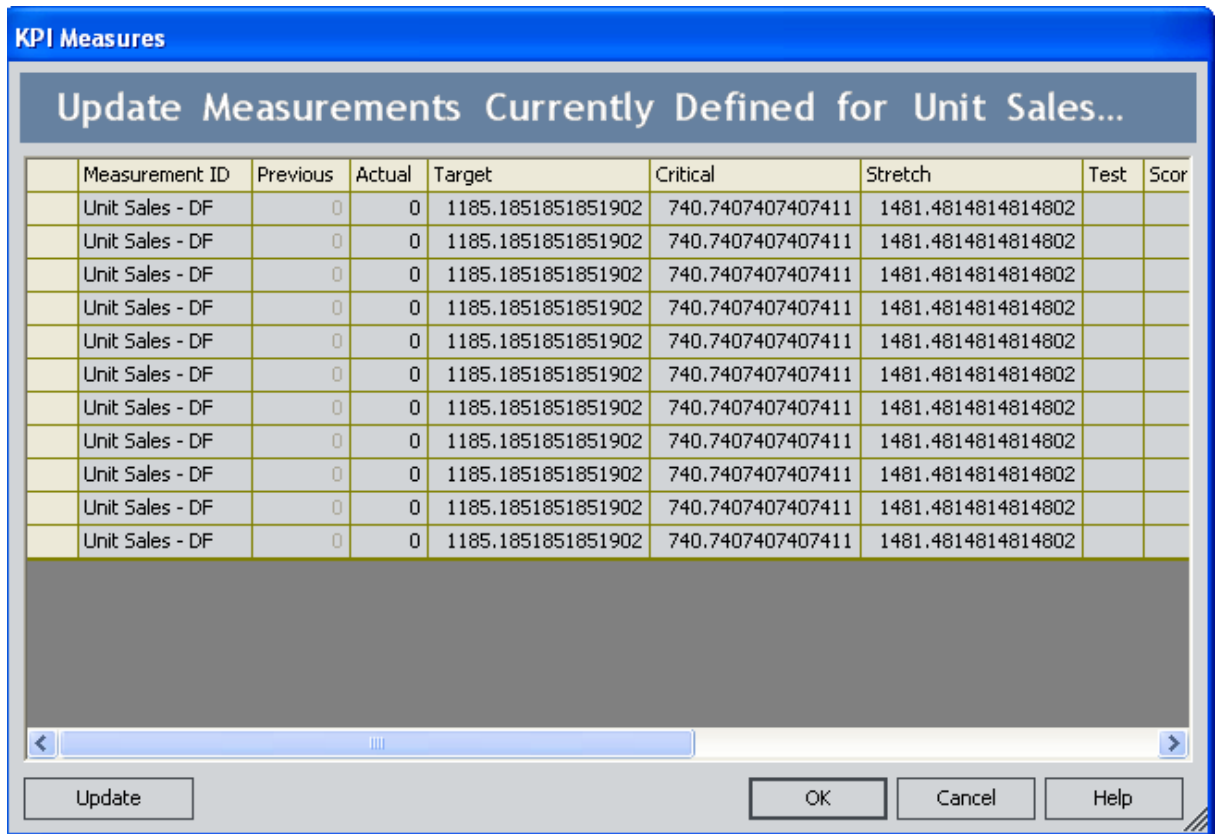 KPI Measures
Update Measurements Currently Defined for Unit Sales...
Measurement ID Previous Actual Target Critical Stretch Test Scor
Unit Sales - DF 0 0 1185.1851851851902 740.7407407407411 1481.4814814814802
Unit Sales - DF 0 0 1185.1851851851902 740.7407407407411 1481.4814814814802
Unit Sales - DF 0 0 1185.1851851851902 740.7407407407411 1481.4814814814802
Unit Sales - DF 0 0 1185.1851851851902 740.7407407407411 1481.4814814814802
Unit Sales - DF 0 0 1185.1851851851902 740.7407407407411 1481.4814814814802
Unit Sales - DF 0 0 1185.1851851851902 740.7407407407411 1481.4814814814802
Unit Sales - DF 0 0 1185.1851851851902 740.7407407407411 1481.4814814814802
Unit Sales - DF 0 0 1185.1851851851902 740.7407407407411 1481.4814814814802
Unit Sales - DF 0 0 1185.1851851851902 740.7407407407411 1481.4814814814802
Unit Sales - DF 0 0 1185.1851851851902 740.7407407407411 1481.4814814814802
Unit Sales - DF 0 0 1185.1851851851902 740.7407407407411 1481.4814814814802
Update OK Cancel Help